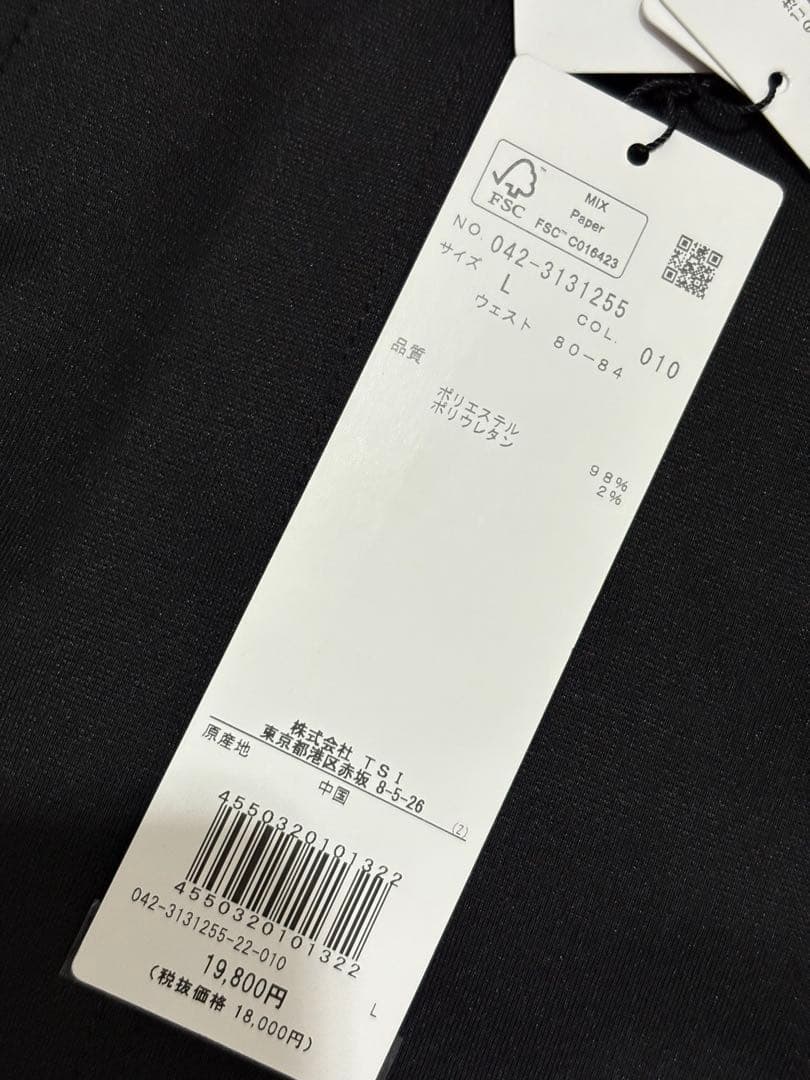 FSC
MIX
Paper
FSC™ C016423
NO. 042-3131255
サイズ L COL. 010
ウェスト 80-84
品質
ポリエステル 98%
ポリウレタン 2%
株式会社 TSI
東京都港区赤坂 8-5-26
原産地 中国 (Z)
4550320101322
4550320101322
042-3131255-22-010
19,800円 L
(税抜価格 18,000円)